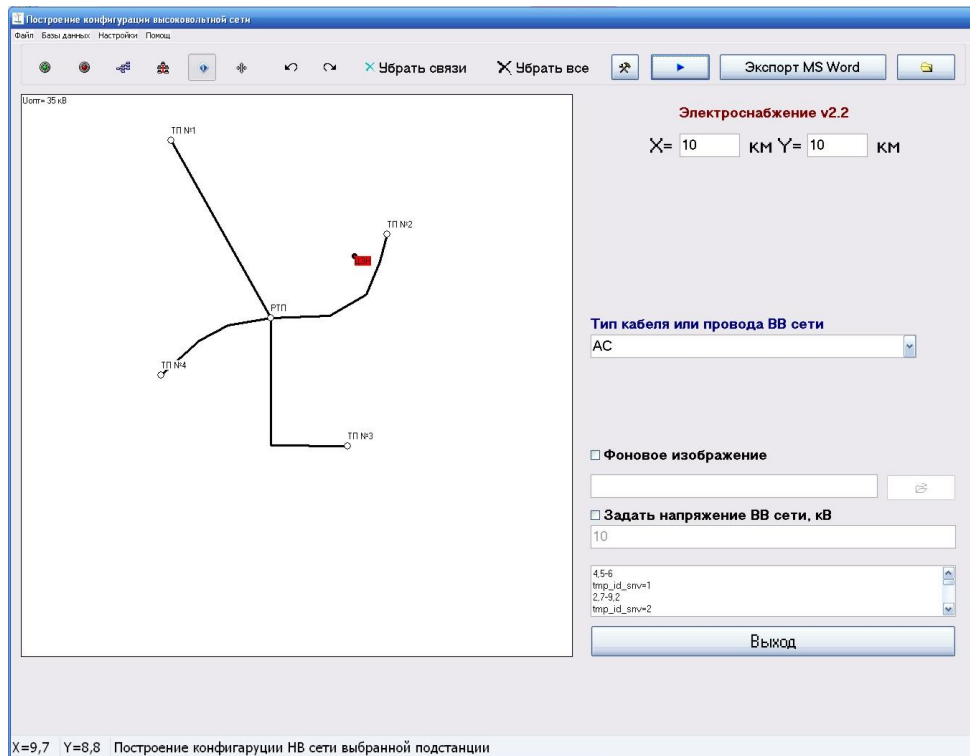 Построение конфигурации высоковольтной сети
Файл Базы данных Настройки Помощ
Убрать связи Убрать все Экспорт MS Word
Uопт= 35 кВ
Электроснабжение v2.2
X= 10 км Y= 10 км
ТП №1
ТП №2
РТП
ТП №4
ТП №3
Тип кабеля или провода ВВ сети
АС
Фоновое изображение
Задать напряжение ВВ сети, кВ
10
4,5-6
tmp_id_snv=1
2,7-9,2
tmp_id_snv=2
Выход
X=9,7 Y=8,8 Построение конфигаруции НВ сети выбранной подстанции